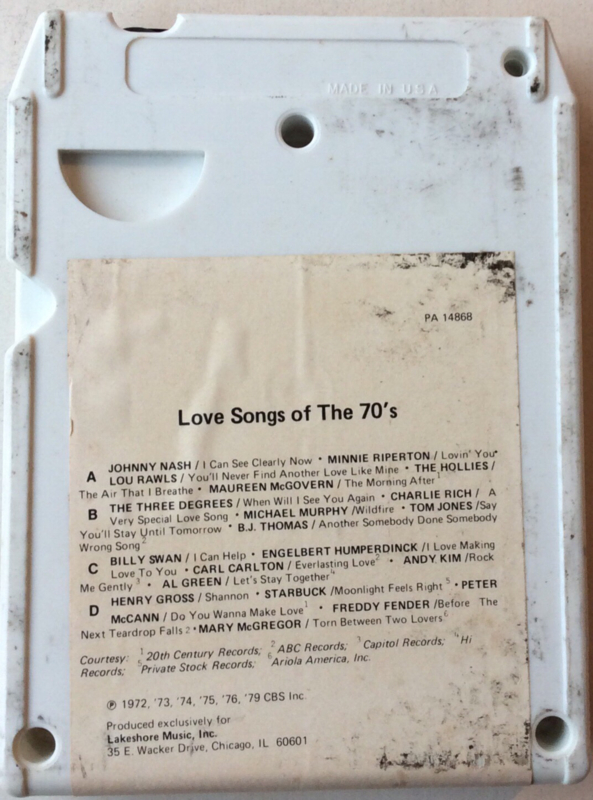 MADE IN USA
PA 14868
Love Songs of The 70's
A JOHNNY NASH / I Can See Clearly Now • MINNIE RIPERTON / Lovin' You •
LOU RAWLS / You'll Never Find Another Love Like Mine • THE HOLLIES /
The Air That I Breathe • MAUREEN McGOVERN / The Morning After¹
B THE THREE DEGREES / When Will I See You Again • CHARLIE RICH / A
Very Special Love Song • MICHAEL MURPHY /Wildfire • TOM JONES /Say
You'll Stay Until Tomorrow • B.J. THOMAS / Another Somebody Done Somebody
Wrong Song²
C BILLY SWAN / I Can Help • ENGELBERT HUMPERDINCK /I Love Making
Love To You • CARL CARLTON / Everlasting Love² • ANDY KIM /Rock
Me Gently³ • AL GREEN / Let's Stay Together⁴
D HENRY GROSS / Shannon • STARBUCK /Moonlight Feels Right⁵ • PETER
McCANN / Do You Wanna Make Love¹ • FREDDY FENDER /Before The
Next Teardrop Falls² • MARY McGREGOR / Torn Between Two Lovers⁶
Courtesy: ¹20th Century Records; ²ABC Records; ³Capitol Records; ⁴Hi
Records; ⁵Private Stock Records; ⁶Ariola America, Inc.
Ⓟ 1972, '73, '74, '75, '76, '79 CBS Inc.
Produced exclusively for
Lakeshore Music, Inc.
35 E. Wacker Drive, Chicago, IL 60601